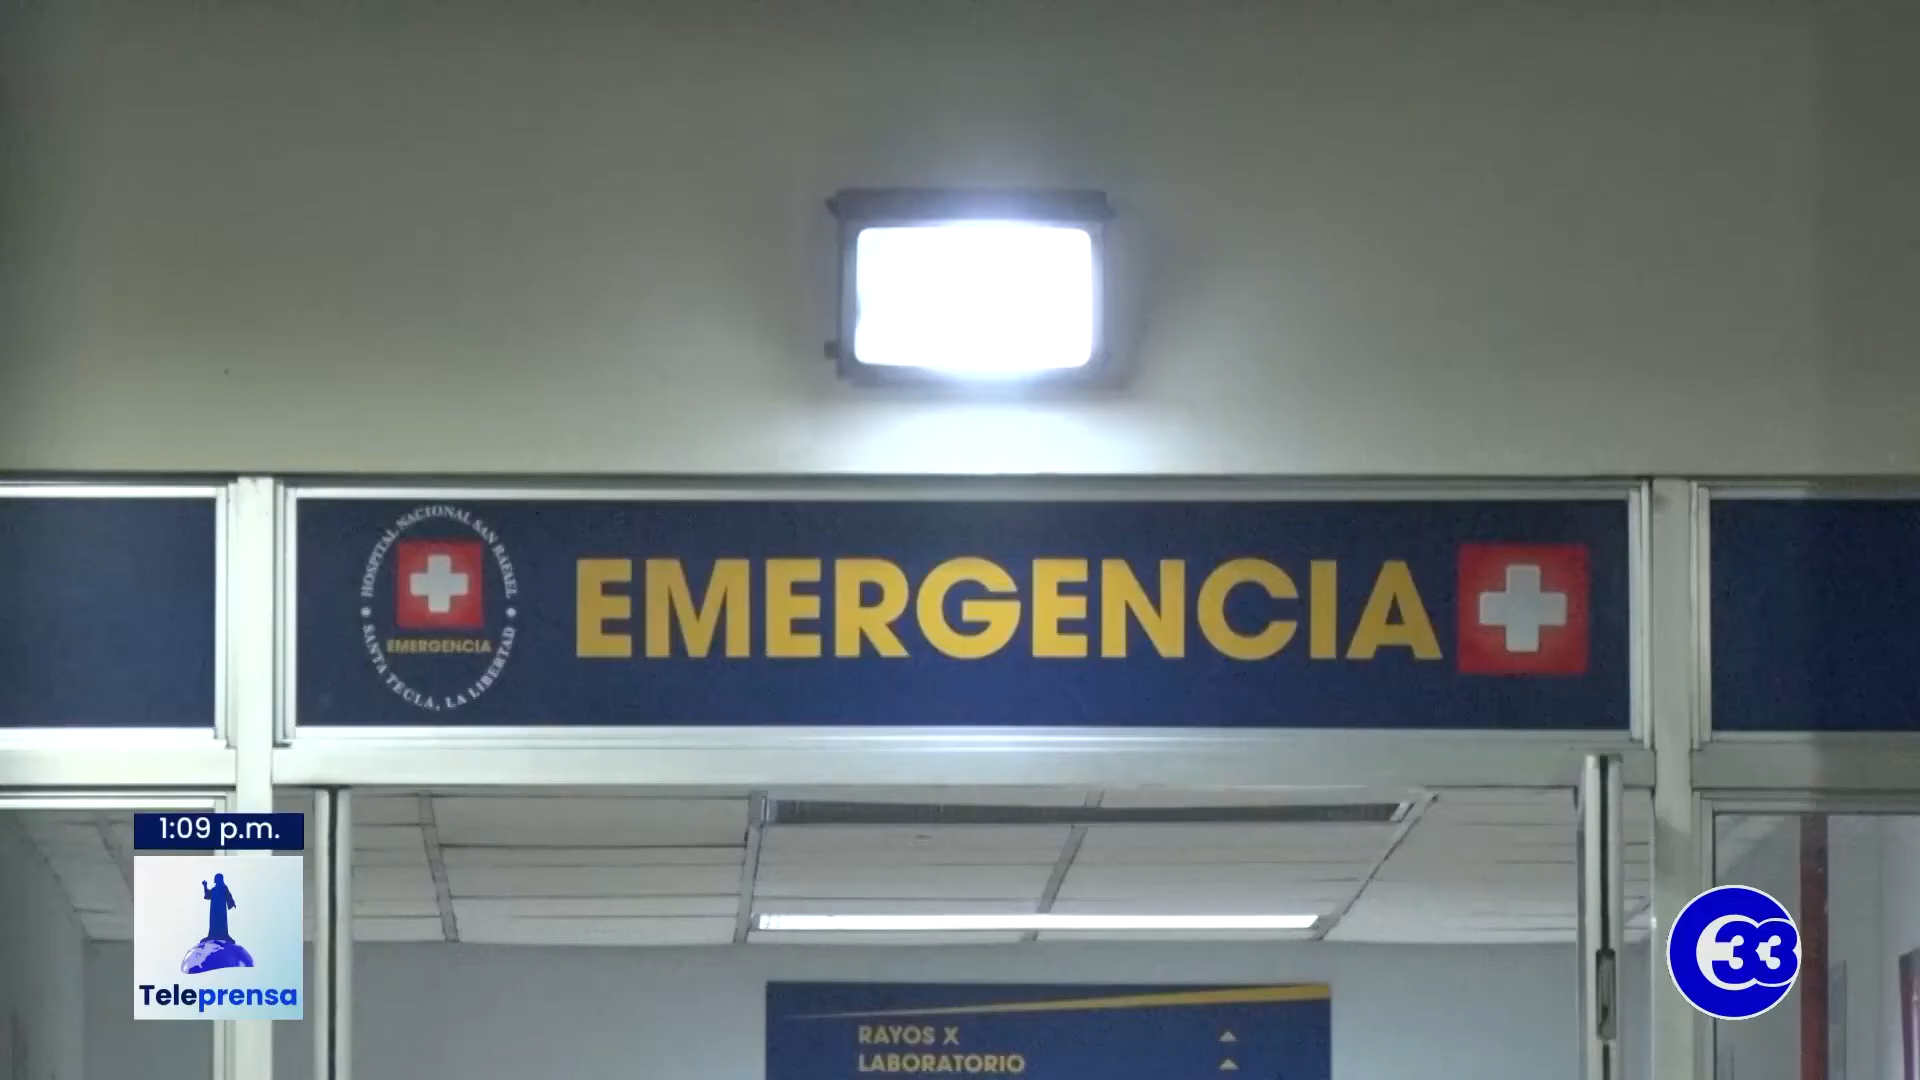 HOSPITAL NACIONAL SAN RAFAEL
EMERGENCIA
SANTA TECLA, LA LIBERTAD
EMERGENCIA
1:09 p.m.
Teleprensa
33
RAYOS X
LABORATORIO